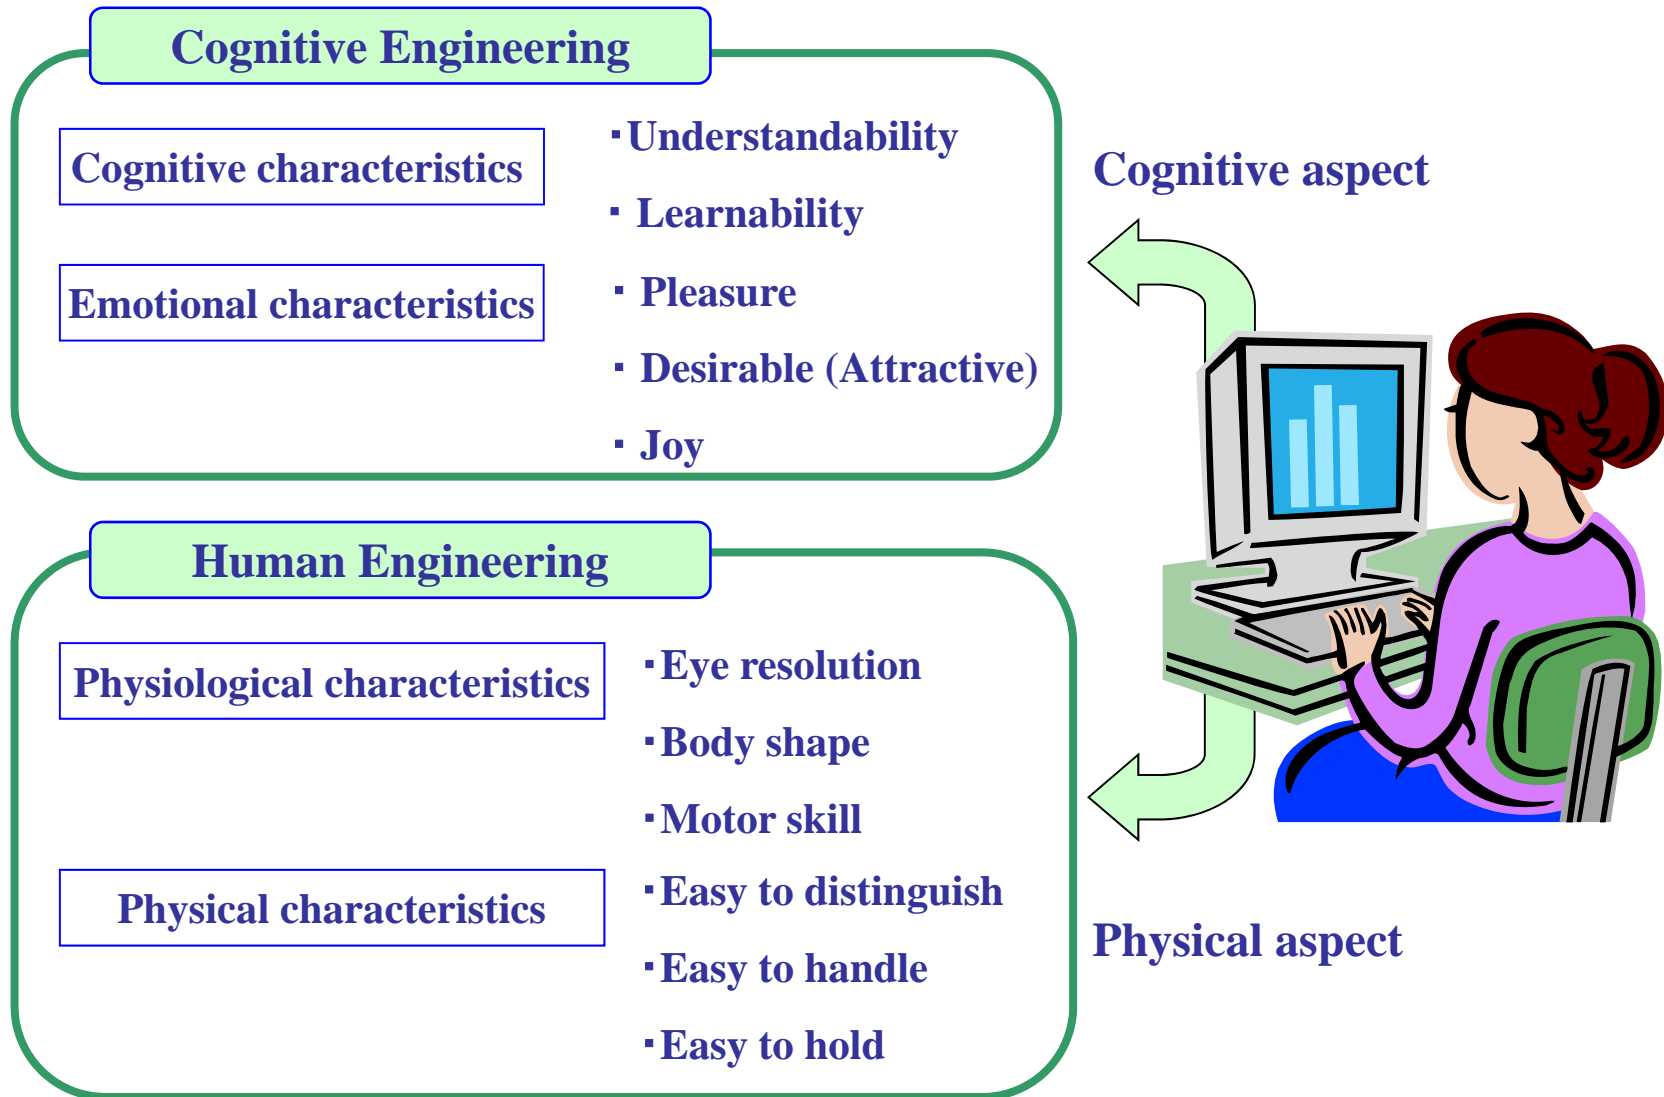 Cognitive Engineering
Cognitive characteristics
・Understandability
・ Learnability
Emotional characteristics
・ Pleasure
・ Desirable (Attractive)
・ Joy
Cognitive aspect
Human Engineering
Physiological characteristics
・Eye resolution
・Body shape
・Motor skill
Physical characteristics
・Easy to distinguish
・Easy to handle
・Easy to hold
Physical aspect